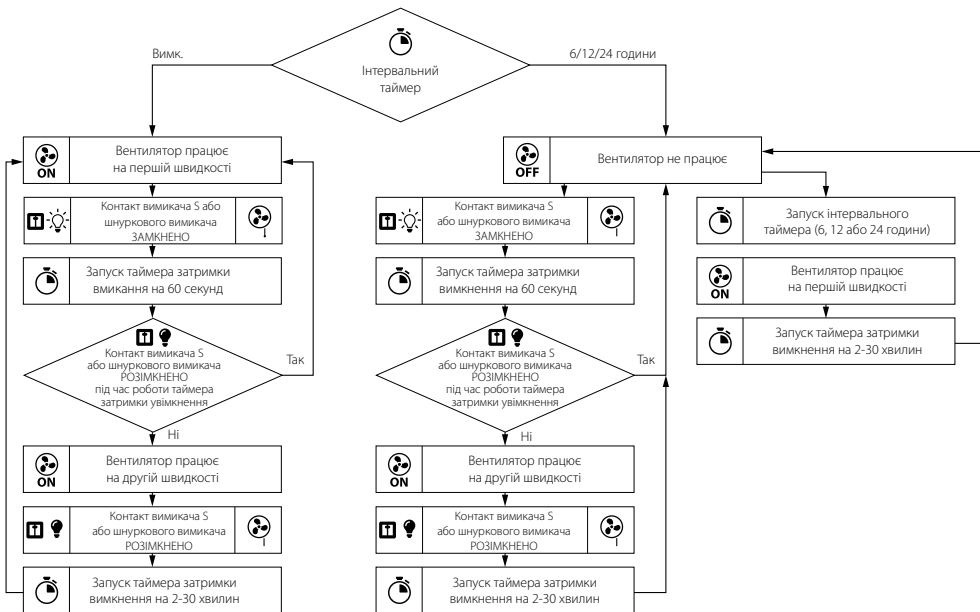 Вимк.
6/12/24 години
Інтервальний
таймер
ON
Вентилятор працює
на першій швидкості
Контакт вимикача S або
шнуркового вимикача
ЗАМКНЕНО
Запуск таймера затримки
вмикання на 60 секунд
Контакт вимикача S
або шнуркового вимикача
РОЗІМКНЕНО
під час роботи таймера
затримки увімкнення
Так
Ні
ON
Вентилятор працює
на другій швидкості
Контакт вимикача S
або шнуркового вимикача
РОЗІМКНЕНО
Запуск таймера затримки
вимкнення на 2-30 хвилин
OFF
Вентилятор не працює
Контакт вимикача S
або шнуркового вимикача
ЗАМКНЕНО
Запуск таймера затримки
вимкнення на 60 секунд
Контакт вимикача S
або шнуркового вимикача
РОЗІМКНЕНО
під час роботи таймера
затримки увімкнення
Так
Ні
ON
Вентилятор працює
на другій швидкості
Контакт вимикача S
або шнуркового вимикача
РОЗІМКНЕНО
Запуск таймера затримки
вимкнення на 2-30 хвилин
Запуск інтервального
таймера (6, 12 або 24 години)
ON
Вентилятор працює
на першій швидкості
Запуск таймера затримки
вимкнення на 2-30 хвилин